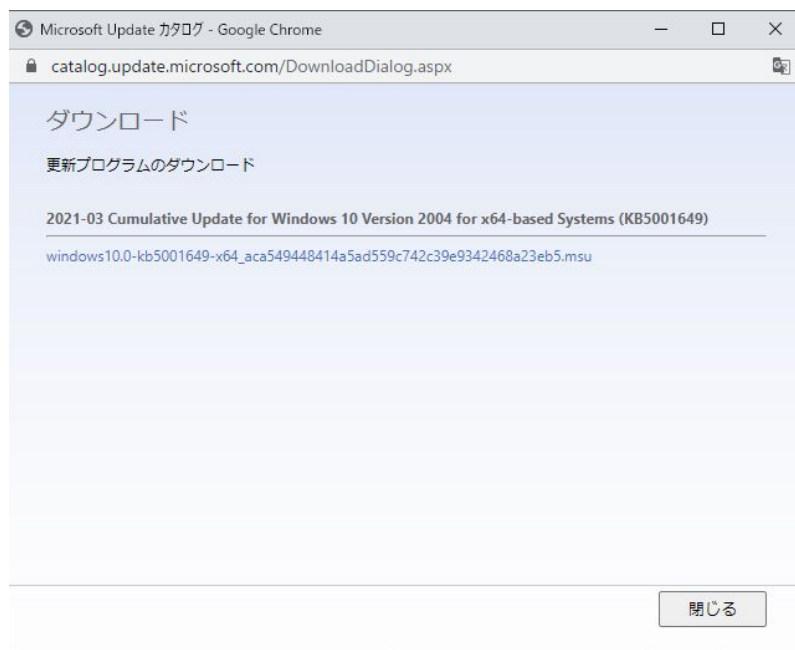 Microsoft Update カタログ - Google Chrome
catalog.update.microsoft.com/DownloadDialog.aspx
ダウンロード
更新プログラムのダウンロード
2021-03 Cumulative Update for Windows 10 Version 2004 for x64-based Systems (KB5001649)
windows10.0-kb5001649-x64_aca549448414a5ad559c742c39e9342468a23eb5.msu
閉じる